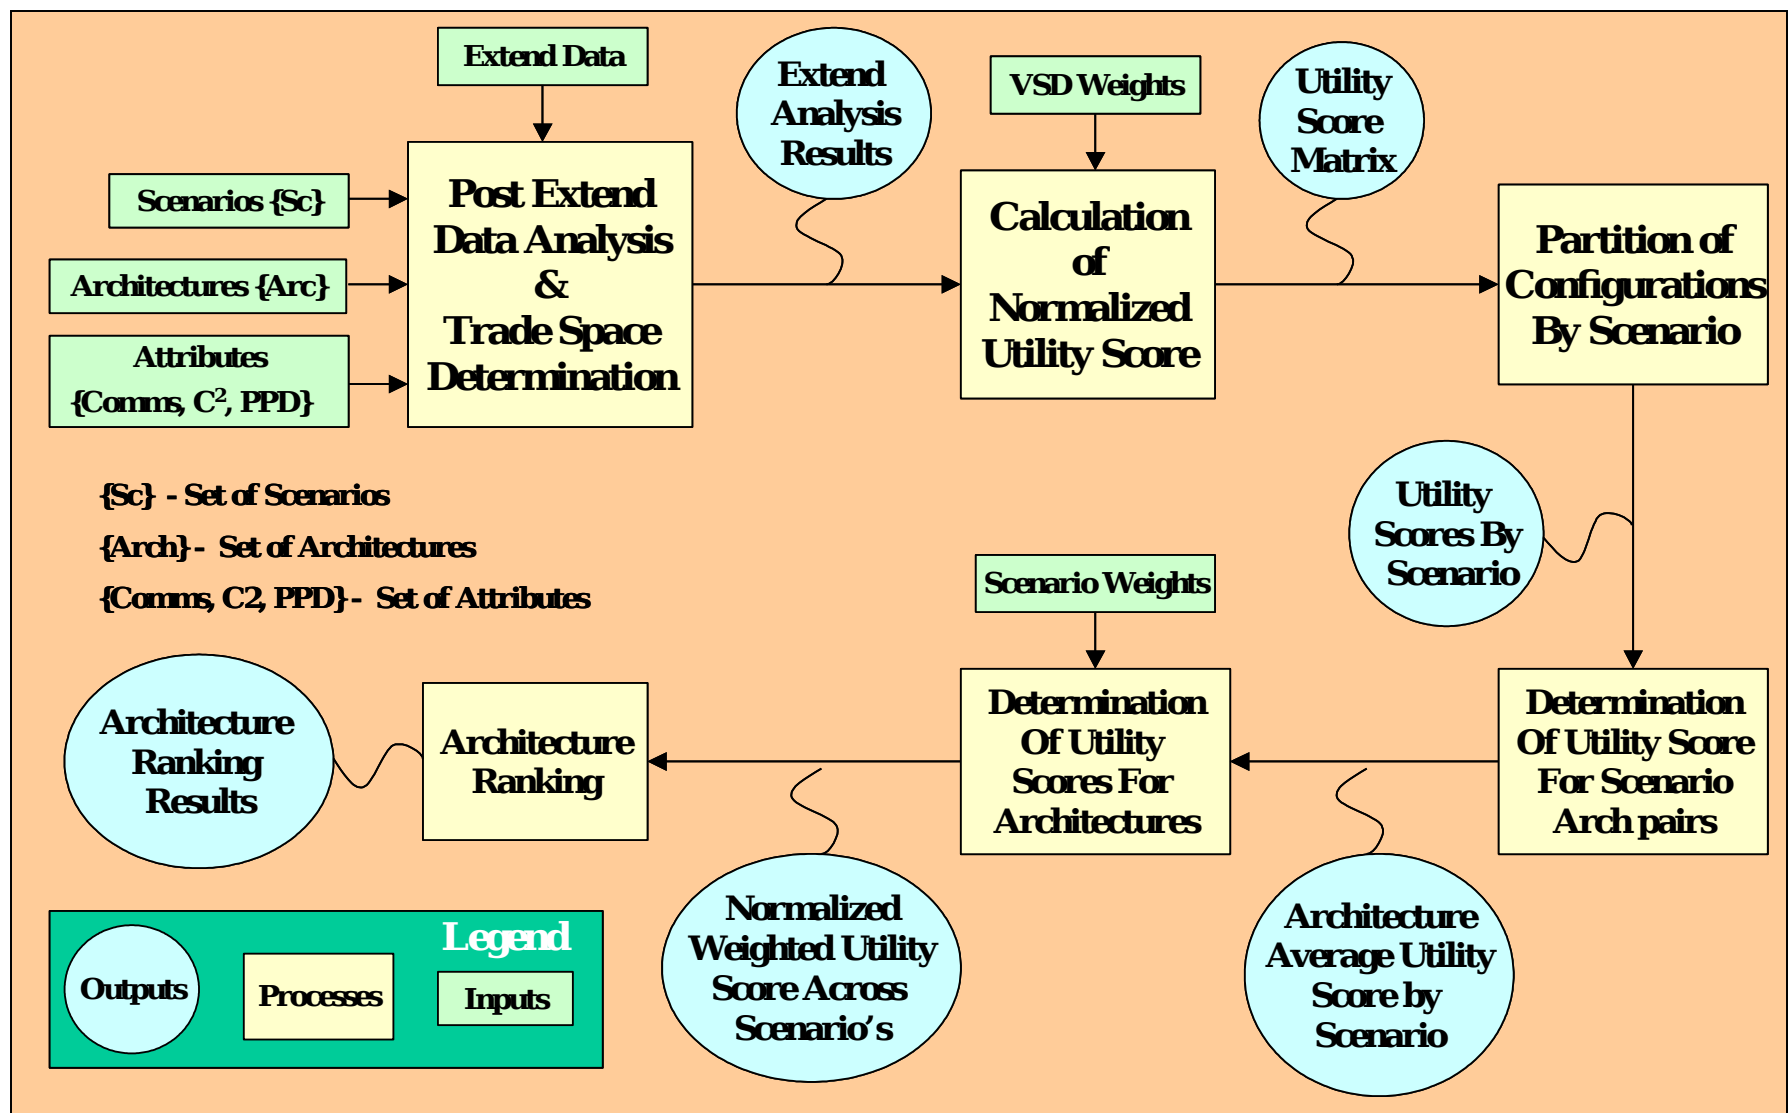 Extend Data
Extend
Analysis
Results
VSD Weights
Utility
Score
Matrix
Scenarios {Sc}
Architectures {Arc}
Attributes
{Comms, C², PPD}
Post Extend
Data Analysis
&
Trade Space
Determination
Calculation
of
Normalized
Utility Score
Partition of
Configurations
By Scenario
{Sc} - Set of Scenarios
{Arch} - Set of Architectures
{Comms, C2, PPD} - Set of Attributes
Utility
Scores By
Scenario
Scenario Weights
Architecture
Ranking
Results
Architecture
Ranking
Determination
Of Utility
Scores For
Architectures
Determination
Of Utility Score
For Scenario
Arch pairs
Normalized
Weighted Utility
Score Across
Scenario’s
Architecture
Average Utility
Score by
Scenario
Legend
Outputs
Processes
Inputs